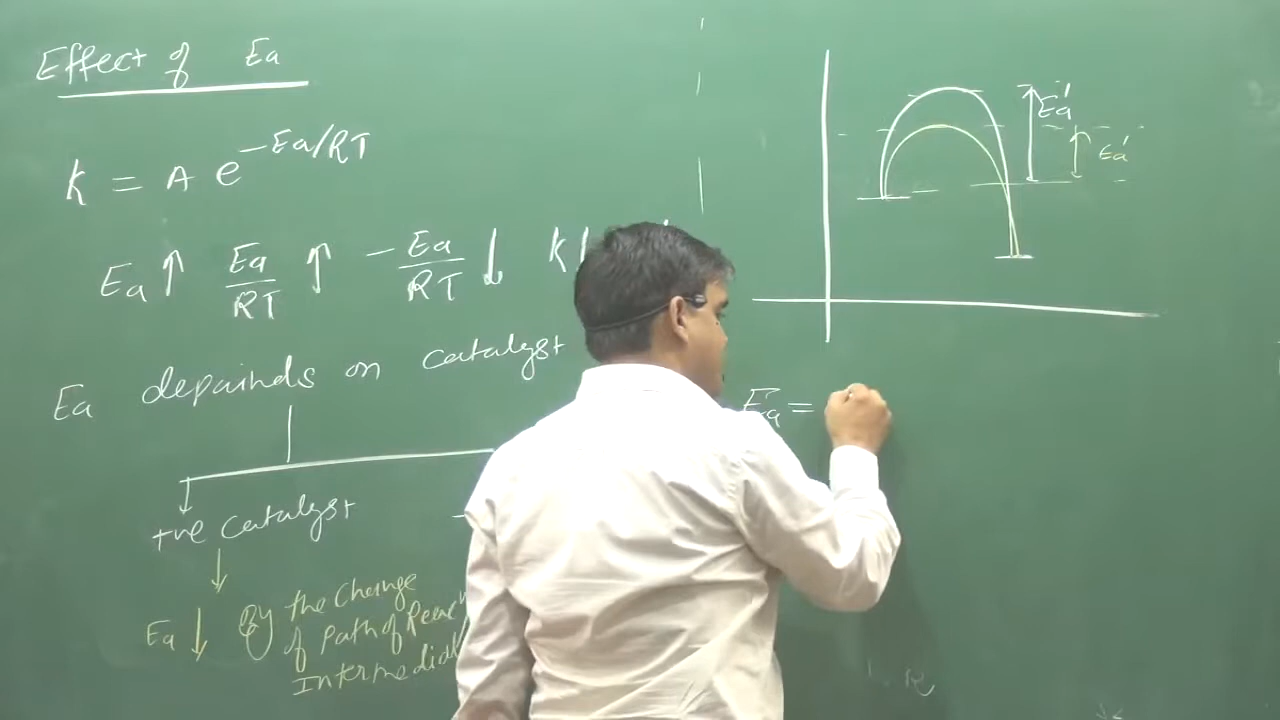 Effect of Ea
K = A e^-Ea/RT
Ea ↑ Ea/RT ↑ -Ea/RT ↓ K
Ea depainds on catalyst
+ve catalyst
Ea ↓ By the change
of Path of
Intermedia
Ea'
Ea'
Ea =